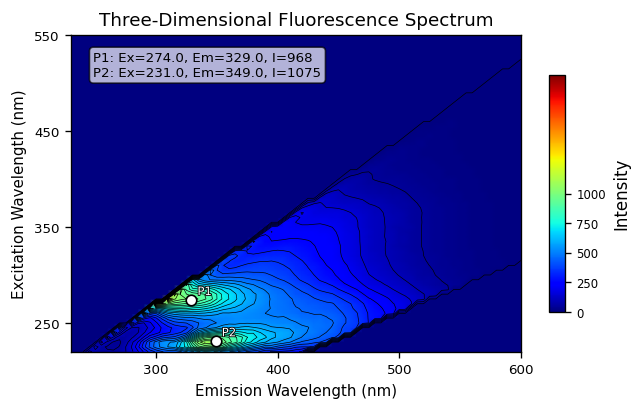 Three-Dimensional Fluorescence Spectrum
P1: Ex=274.0, Em=329.0, I=968
P2: Ex=231.0, Em=349.0, I=1075
550
450
350
250
Excitation Wavelength (nm)
P1
P2
300
400
500
600
Emission Wavelength (nm)
1000
750
500
250
0
Intensity